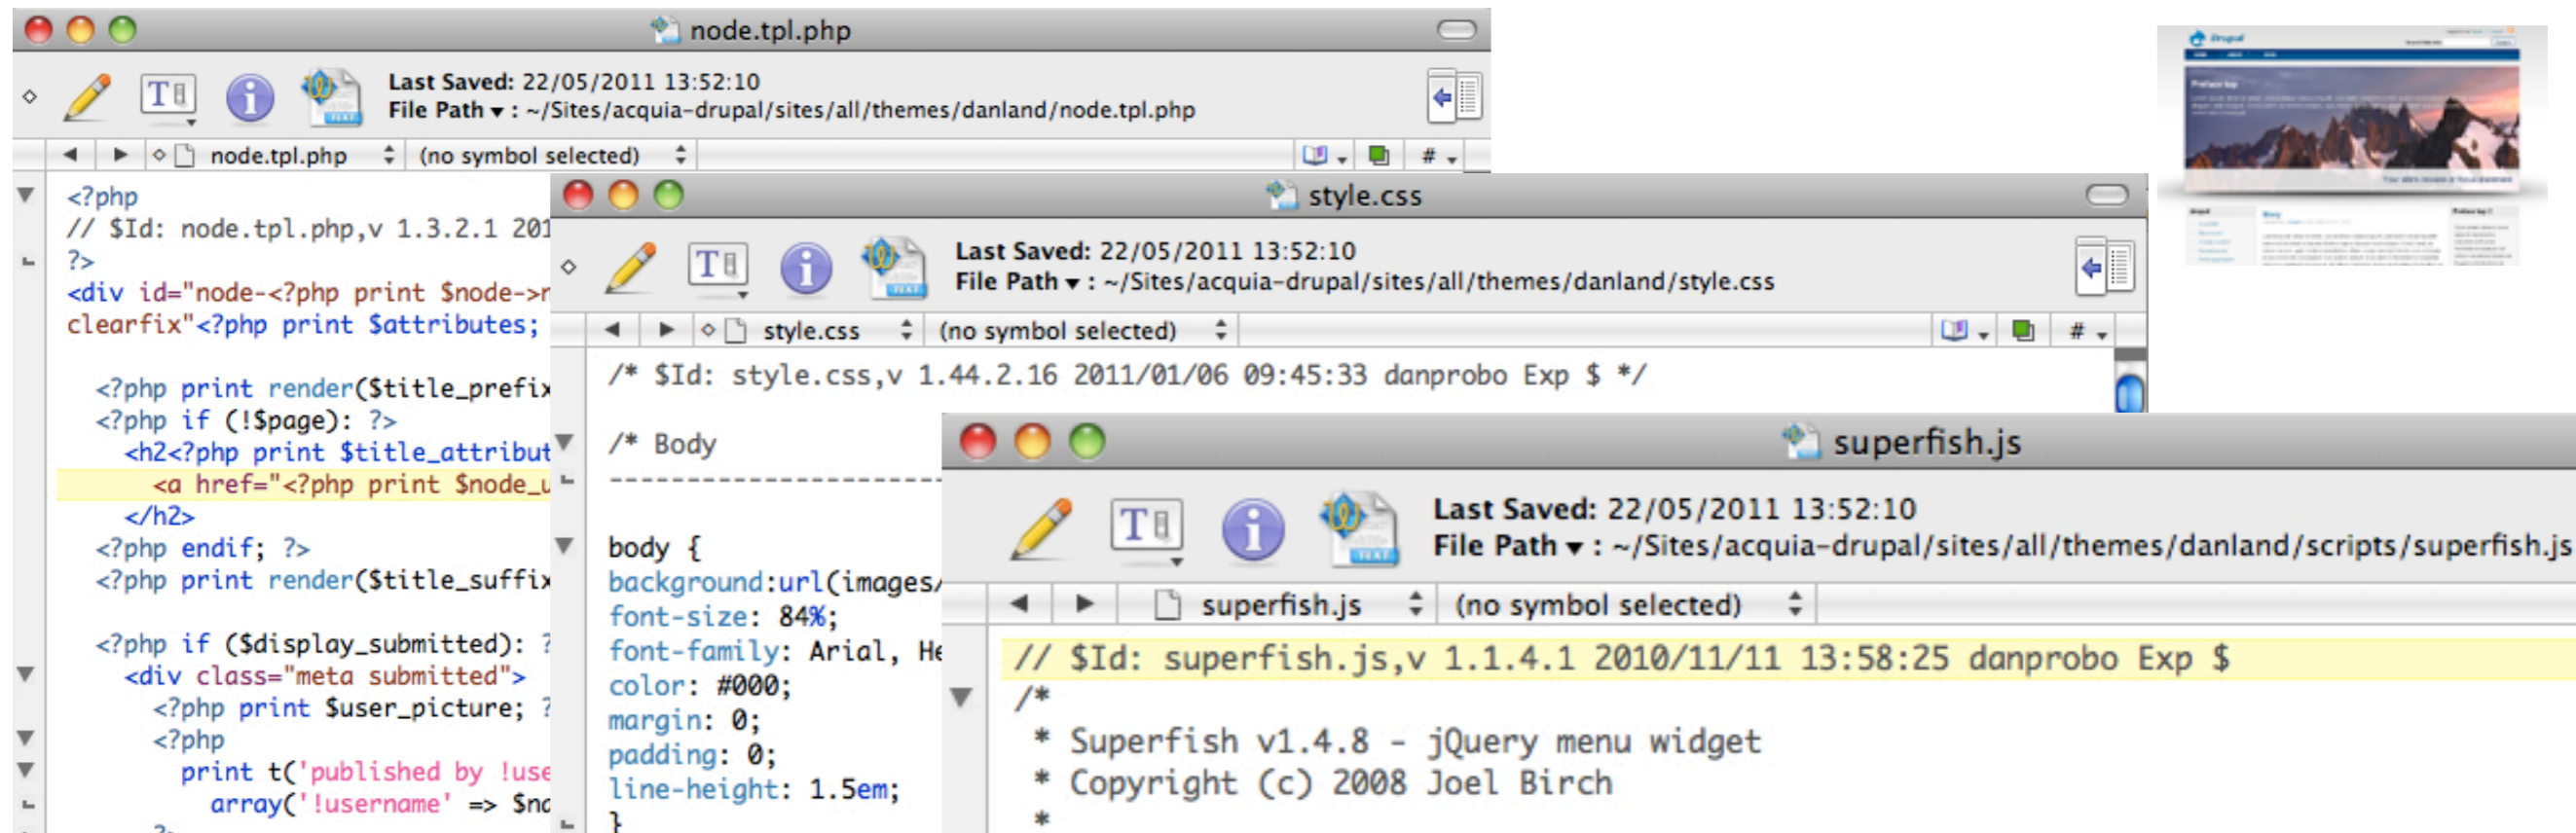 node.tpl.php
Last Saved: 22/05/2011 13:52:10
File Path ▾ : ~/Sites/acquia-drupal/sites/all/themes/danland/node.tpl.php
node.tpl.php (no symbol selected) #
<?php
// $Id: node.tpl.php,v 1.3.2.1 201
?>
<div id="node-<?php print $node->n
clearfix"<?php print $attributes;
<?php print render($title_prefix
<?php if (!$page): ?>
<h2<?php print $title_attribut
<a href="<?php print $node_u
</h2>
<?php endif; ?>
<?php print render($title_suffix
<?php if ($display_submitted): ?
<div class="meta submitted">
<?php print $user_picture; ?
<?php
print t('published by !use
array('!username' => $na
?>
style.css
Last Saved: 22/05/2011 13:52:10
File Path ▾ : ~/Sites/acquia-drupal/sites/all/themes/danland/style.css
style.css (no symbol selected) #
/* $Id: style.css,v 1.44.2.16 2011/01/06 09:45:33 danprobo Exp $ */
/* Body
----------------------
body {
background:url(images/
font-size: 84%;
font-family: Arial, He
color: #000;
margin: 0;
padding: 0;
line-height: 1.5em;
}
superfish.js
Last Saved: 22/05/2011 13:52:10
File Path ▾ : ~/Sites/acquia-drupal/sites/all/themes/danland/scripts/superfish.js
superfish.js (no symbol selected)
// $Id: superfish.js,v 1.1.4.1 2010/11/11 13:58:25 danprobo Exp $
/*
* Superfish v1.4.8 - jQuery menu widget
* Copyright (c) 2008 Joel Birch
*
Drupal
Preface top